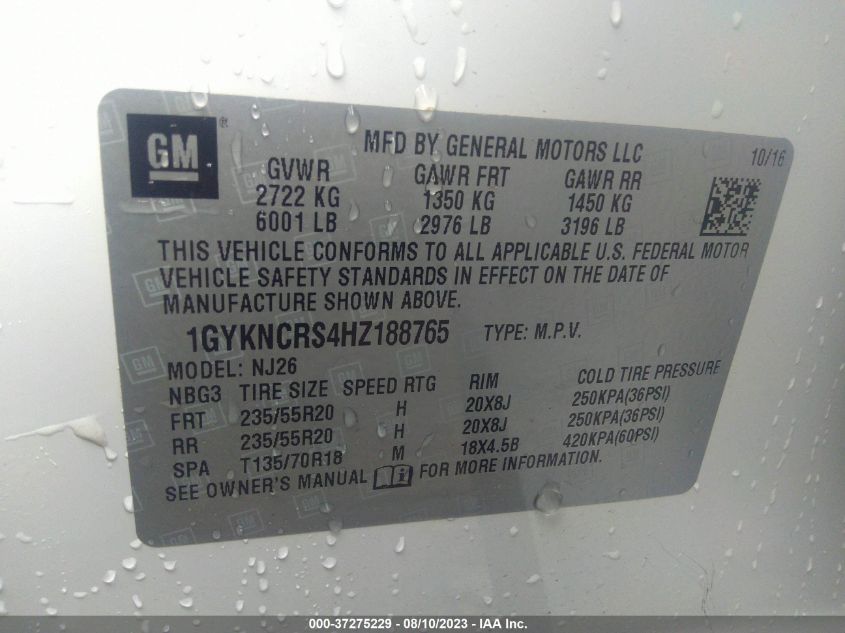 GM ®
MFD BY GENERAL MOTORS LLC 10/16
GVWR GAWR FRT GAWR RR
2722 KG 1350 KG 1450 KG
6001 LB 2976 LB 3196 LB
THIS VEHICLE CONFORMS TO ALL APPLICABLE U.S. FEDERAL MOTOR
VEHICLE SAFETY STANDARDS IN EFFECT ON THE DATE OF
MANUFACTURE SHOWN ABOVE.
1GYKNCRS4HZ188765 TYPE: M.P.V.
MODEL: NJ26
NBG3 TIRE SIZE SPEED RTG RIM COLD TIRE PRESSURE
FRT 235/55R20 H 20X8J 250KPA(36PSI)
RR 235/55R20 H 20X8J 250KPA(36PSI)
SPA T135/70R18 M 18X4.5B 420KPA(60PSI)
SEE OWNER'S MANUAL FOR MORE INFORMATION.
000-37275229 - 08/10/2023 - IAA Inc.